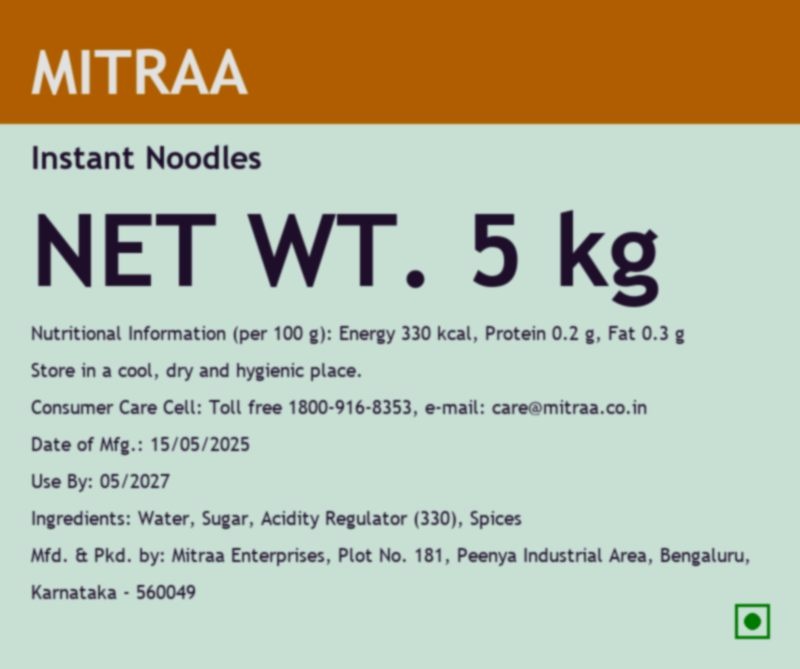 MITRAA
Instant Noodles
NET WT. 5 kg
Nutritional Information (per 100 g): Energy 330 kcal, Protein 0.2 g, Fat 0.3 g
Store in a cool, dry and hygienic place.
Consumer Care Cell: Toll free 1800-916-8353, e-mail: care@mitraa.co.in
Date of Mfg.: 15/05/2025
Use By: 05/2027
Ingredients: Water, Sugar, Acidity Regulator (330), Spices
Mfd. & Pkd. by: Mitraa Enterprises, Plot No. 181, Peenya Industrial Area, Bengaluru,
Karnataka - 560049